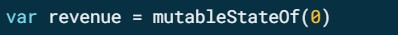 var revenue = mutableStateOf(0)